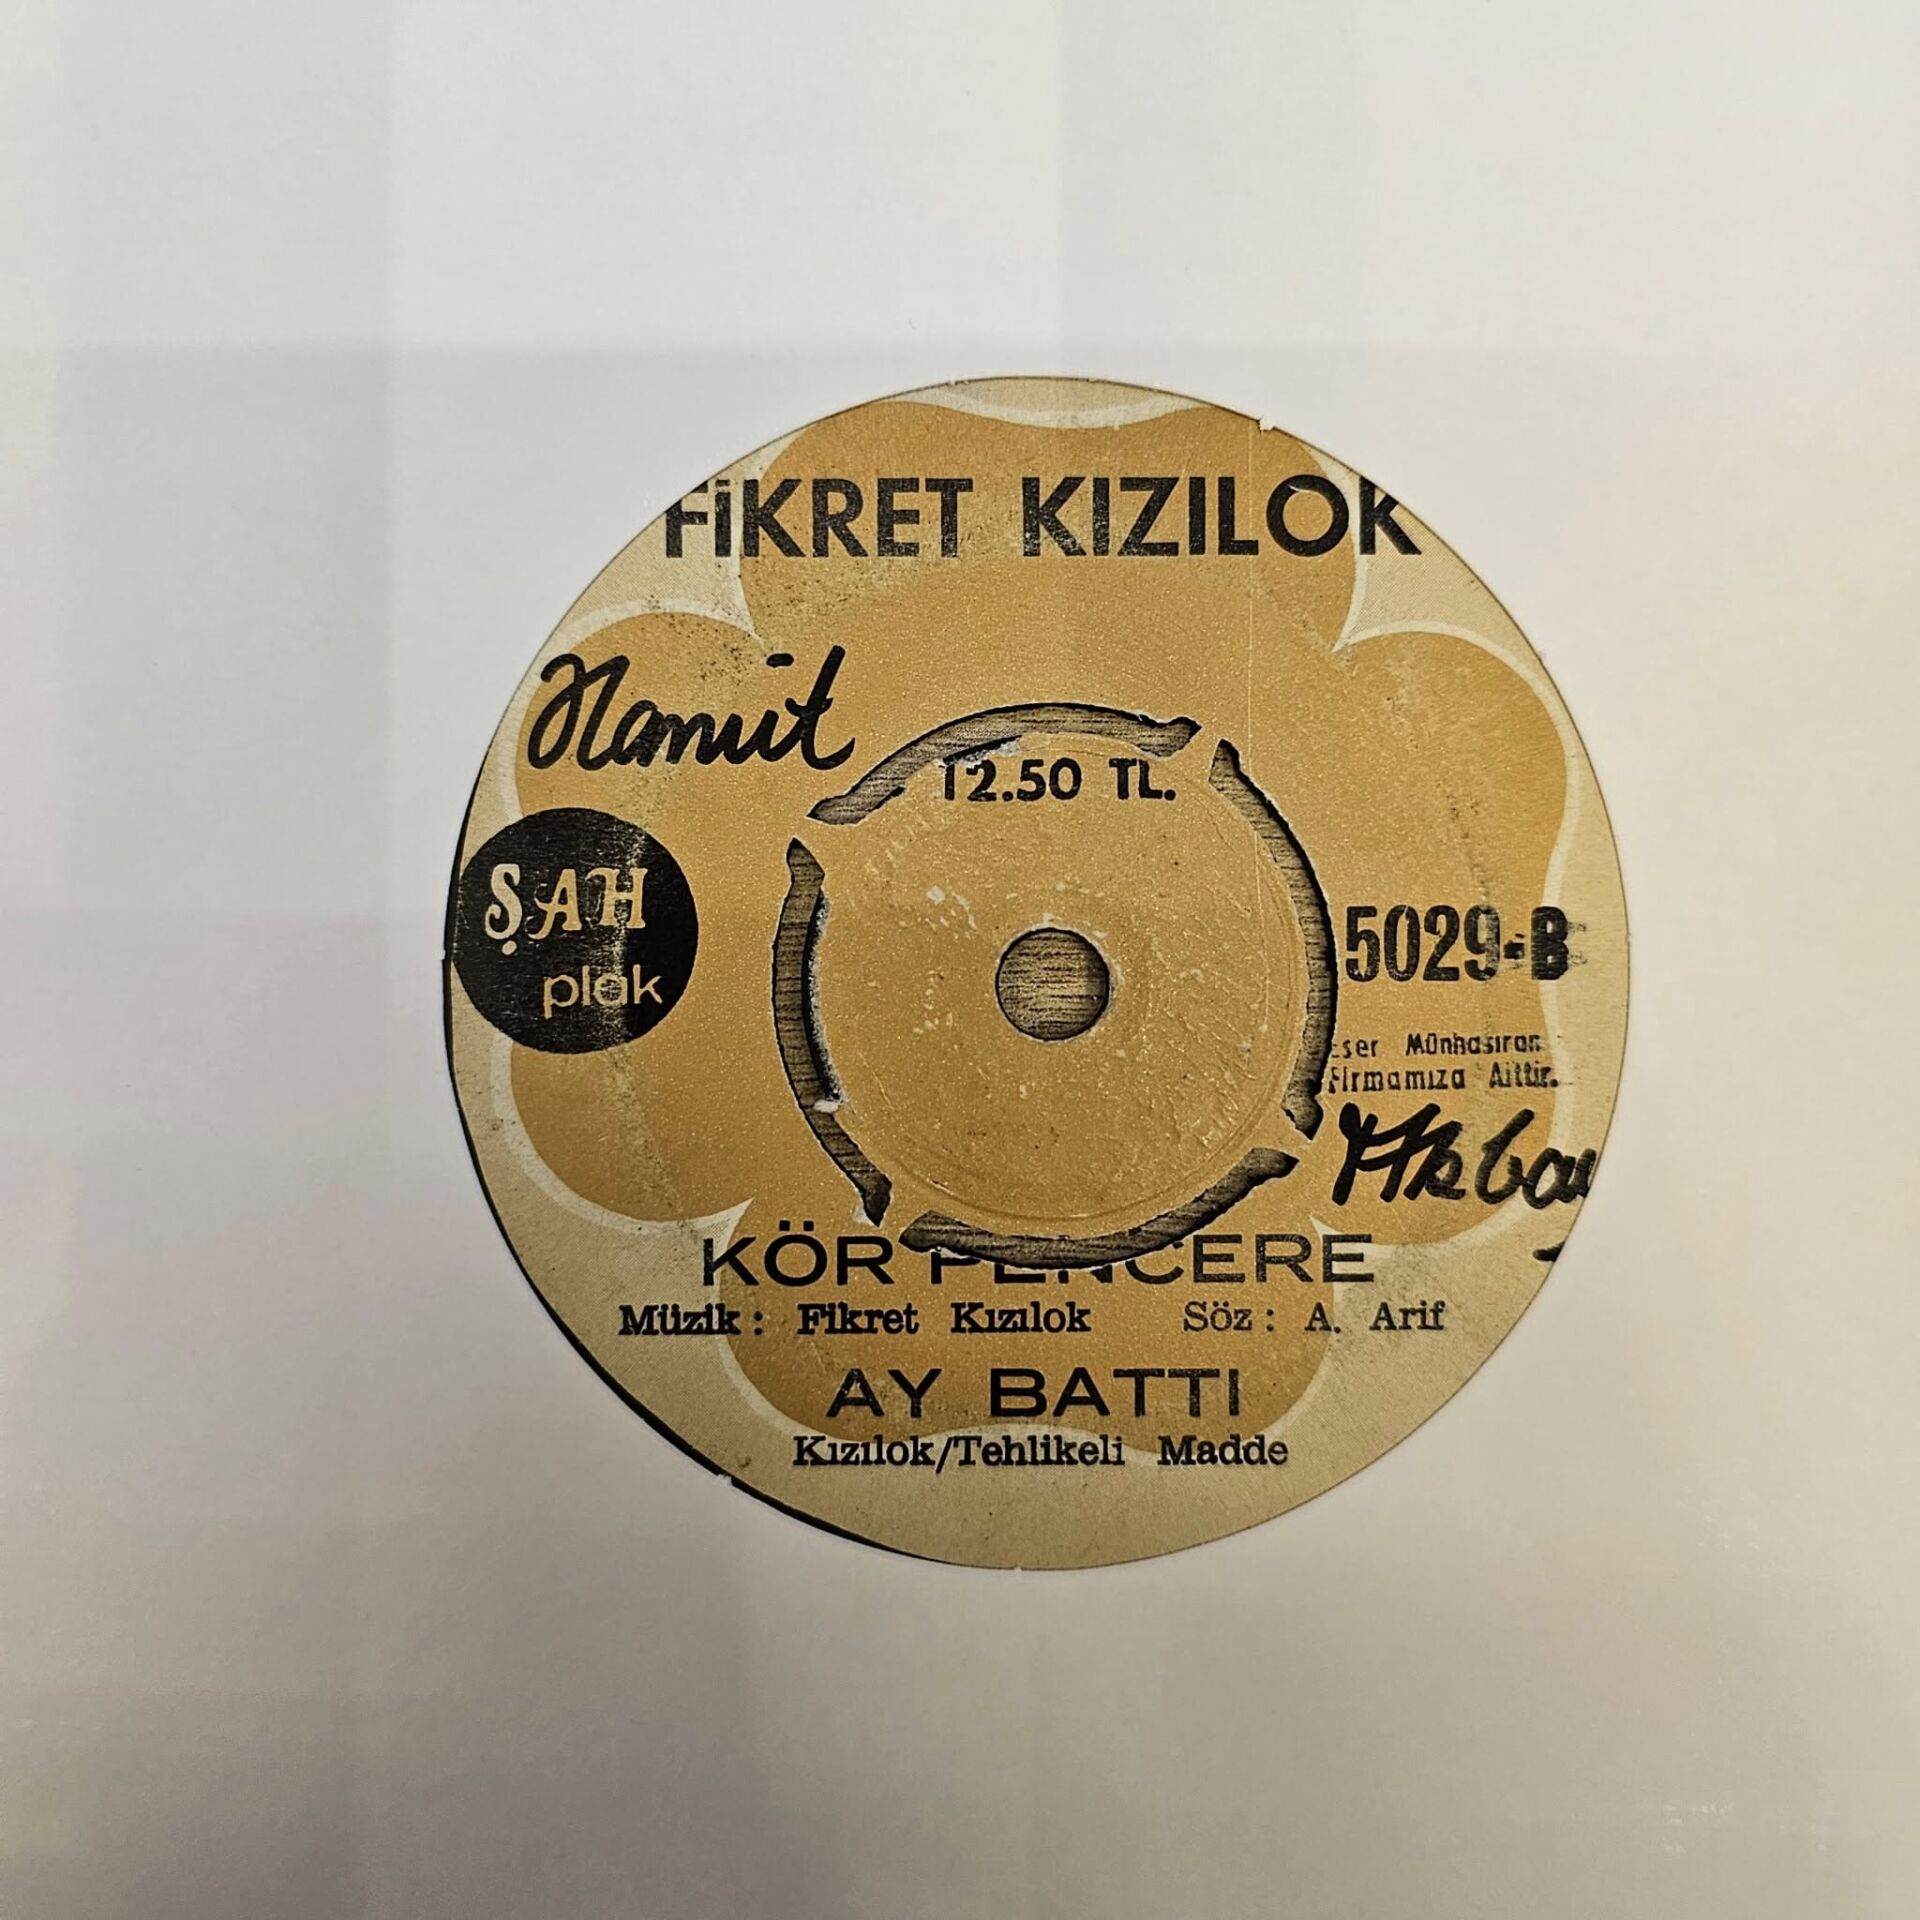 FİKRET KIZILOK
Hamit
12.50 TL.
ŞAH
plak
5029-B
Eser Münhasıran
Firmamıza Aittir.
KÖR PENCERE
Müzik : Fikret Kızılok Söz : A. Arif
AY BATTI
Kızılok/Tehlikeli Madde